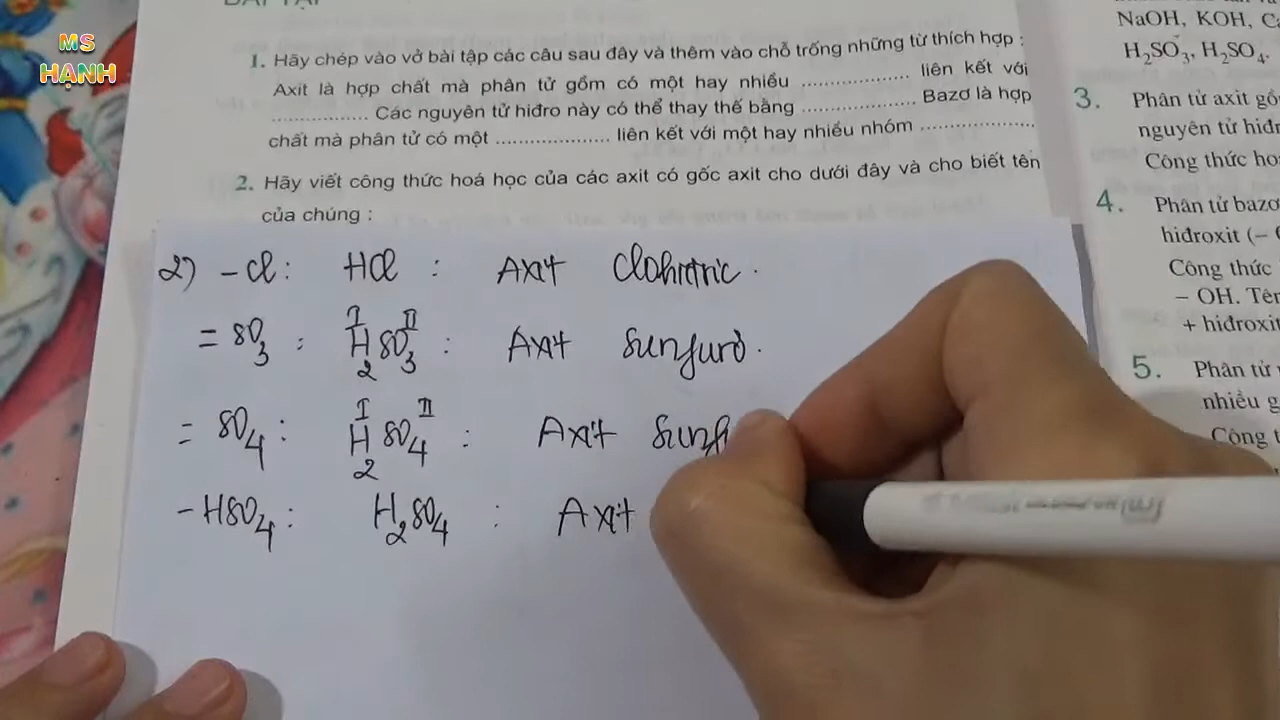 MS
HẠNH
BÀI TẬP
1. Hãy chép vào vở bài tập các câu sau đây và thêm vào chỗ trống những từ thích hợp :
Axit là hợp chất mà phân tử gồm có một hay nhiều .................... liên kết với
.................. Các nguyên tử hiđro này có thể thay thế bằng .................... Bazơ là hợp
chất mà phân tử có một .................... liên kết với một hay nhiều nhóm ....................
2. Hãy viết công thức hoá học của các axit có gốc axit cho dưới đây và cho biết tên
của chúng :
2) - Cl : HCl : Axit Clohiđric .
I II
= SO3 : H2SO3 : Axit Sunfurơ .
I II
= SO4 : H2SO4 : Axit Sunf
- HSO4 : H2SO4 : Axit
NaOH, KOH,
H2SO3, H2SO4.
3. Phân tử axit
nguyên tử
Công thức
4. Phân tử bazơ
hiđroxit (–
Công thức
– OH.
+ hiđroxit
5. Phân tử
nhiều
Công